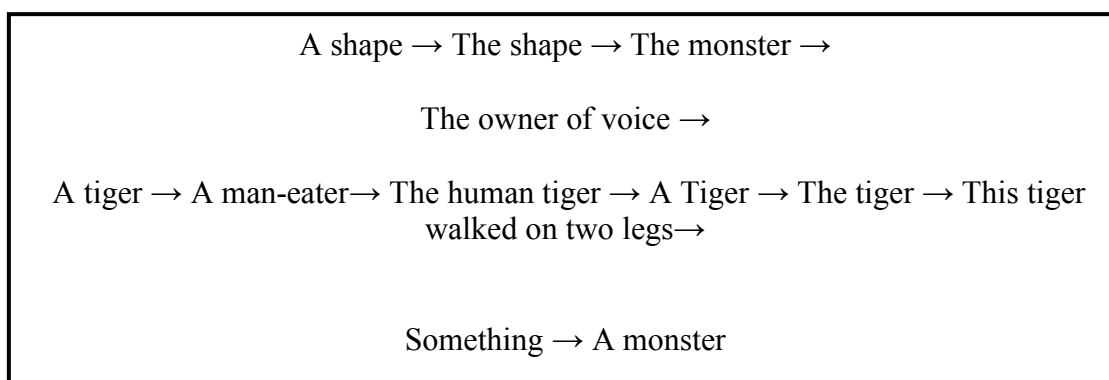 A shape → The shape → The monster →
The owner of voice →
A tiger → A man-eater→ The human tiger → A Tiger → The tiger → This tiger
walked on two legs→
Something → A monster